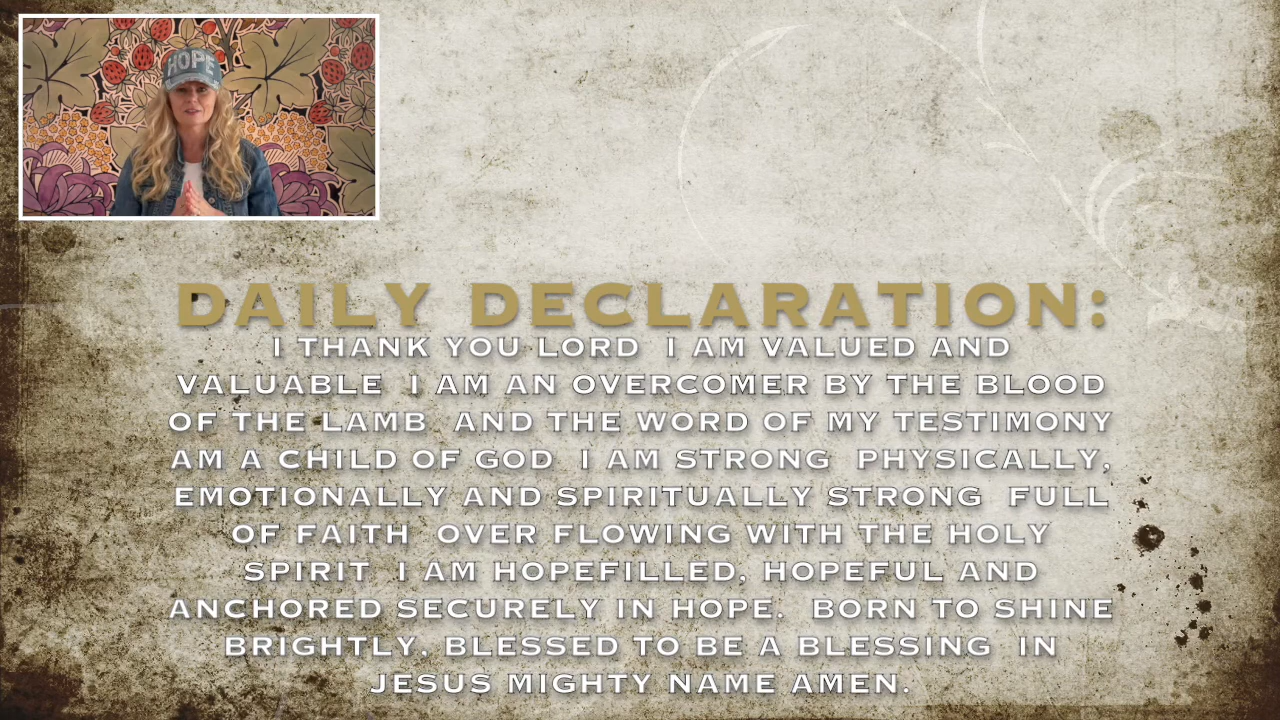 HOPE
DAILY DECLARATION:
I THANK YOU LORD I AM VALUED AND
VALUABLE I AM AN OVERCOMER BY THE BLOOD
OF THE LAMB AND THE WORD OF MY TESTIMONY
AM A CHILD OF GOD I AM STRONG PHYSICALLY,
EMOTIONALLY AND SPIRITUALLY STRONG FULL
OF FAITH OVER FLOWING WITH THE HOLY
SPIRIT I AM HOPEFILLED, HOPEFUL AND
ANCHORED SECURELY IN HOPE. BORN TO SHINE
BRIGHTLY. BLESSED TO BE A BLESSING IN
JESUS MIGHTY NAME AMEN.